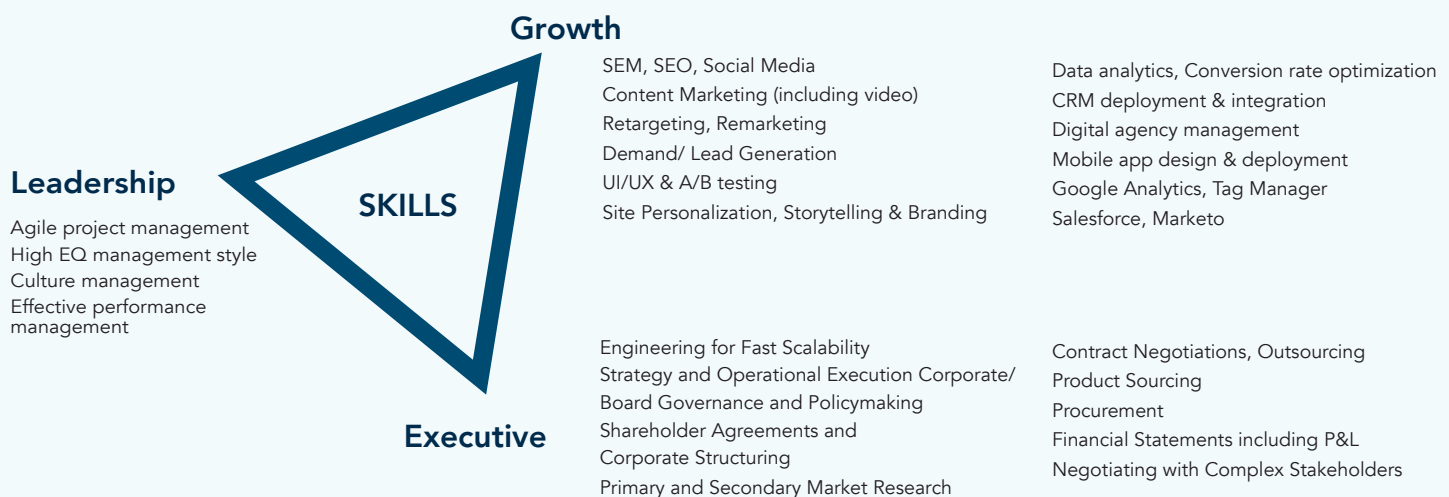 Growth
SEM, SEO, Social Media
Content Marketing (including video)
Retargeting, Remarketing
Demand/ Lead Generation
UI/UX & A/B testing
Site Personalization, Storytelling & Branding
Data analytics, Conversion rate optimization
CRM deployment & integration
Digital agency management
Mobile app design & deployment
Google Analytics, Tag Manager
Salesforce, Marketo
Leadership
Agile project management
High EQ management style
Culture management
Effective performance
management
SKILLS
Executive
Engineering for Fast Scalability
Strategy and Operational Execution Corporate/
Board Governance and Policymaking
Shareholder Agreements and
Corporate Structuring
Primary and Secondary Market Research
Contract Negotiations, Outsourcing
Product Sourcing
Procurement
Financial Statements including P&L
Negotiating with Complex Stakeholders